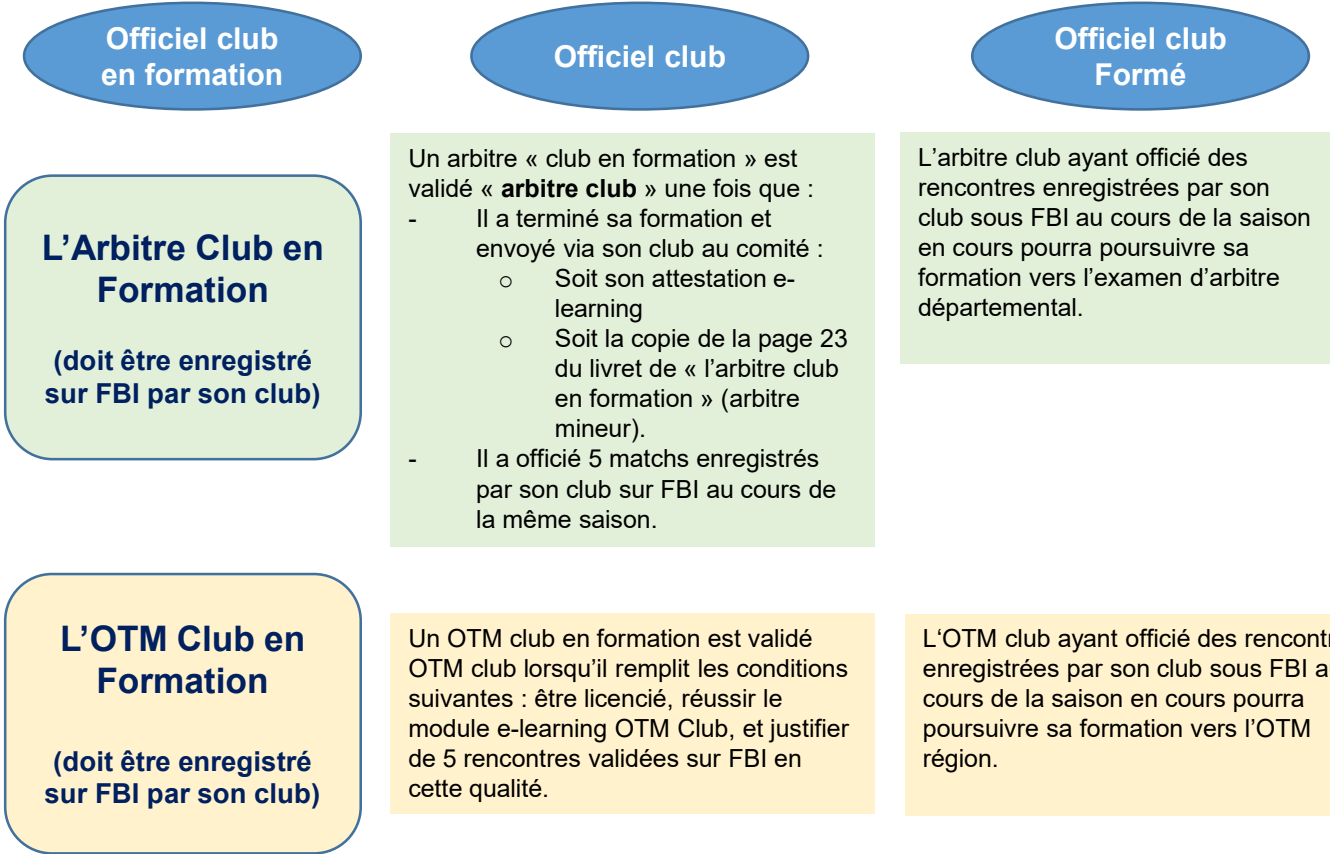 Officiel club
en formation
Officiel club
Officiel club
Formé
L’Arbitre Club en
Formation
(doit être enregistré
sur FBI par son club)
Un arbitre « club en formation » est
validé « arbitre club » une fois que :
- Il a terminé sa formation et
envoyé via son club au comité :
o Soit son attestation e-
learning
o Soit la copie de la page 23
du livret de « l’arbitre club
en formation » (arbitre
mineur).
- Il a officié 5 matchs enregistrés
par son club sur FBI au cours de
la même saison.
L’arbitre club ayant officié des
rencontres enregistrées par son
club sous FBI au cours de la saison
en cours pourra poursuivre sa
formation vers l’examen d’arbitre
départemental.
L’OTM Club en
Formation
(doit être enregistré
sur FBI par son club)
Un OTM club en formation est validé
OTM club lorsqu’il remplit les conditions
suivantes : être licencié, réussir le
module e-learning OTM Club, et justifier
de 5 rencontres validées sur FBI en
cette qualité.
L‘OTM club ayant officié des
enregistrées par son club sous FBI
cours de la saison en cours pourra
poursuivre sa formation vers l’OTM
région.